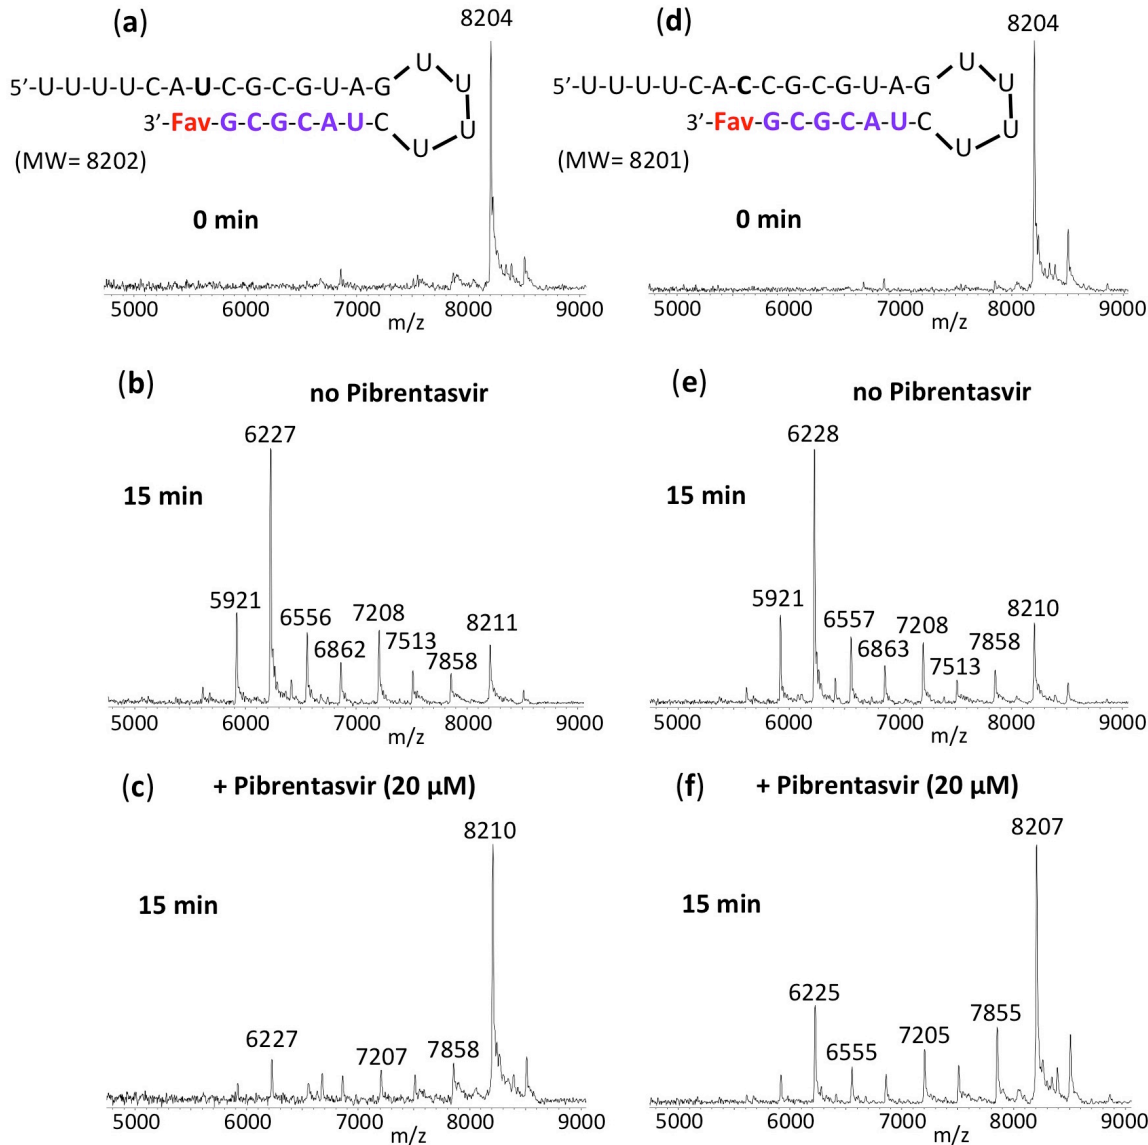 (a)
8204
5’-U-U-U-U-C-A-U-C-G-C-G-U-A-G
U
U
U
U
3’-Fav-G-C-G-C-A-U-C
(MW= 8202)
0 min
5000 6000 7000 8000 9000
m/z
(d)
8204
5’-U-U-U-U-C-A-C-C-G-C-G-U-A-G
U
U
U
U
3’-Fav-G-C-G-C-A-U-C
(MW= 8201)
0 min
5000 6000 7000 8000 9000
m/z
(b)
no Pibrentasvir
6227
15 min
5921
6556
6862
7208
7513
7858
8211
5000 6000 7000 8000 9000
m/z
(e)
no Pibrentasvir
6228
15 min
5921
6557
6863
7208
7513
7858
8210
5000 6000 7000 8000 9000
m/z
(c)
+ Pibrentasvir (20 µM)
8210
15 min
6227
7207
7858
5000 6000 7000 8000 9000
m/z
(f)
+ Pibrentasvir (20 µM)
8207
15 min
6225
6555
7205
7855
5000 6000 7000 8000 9000
m/z